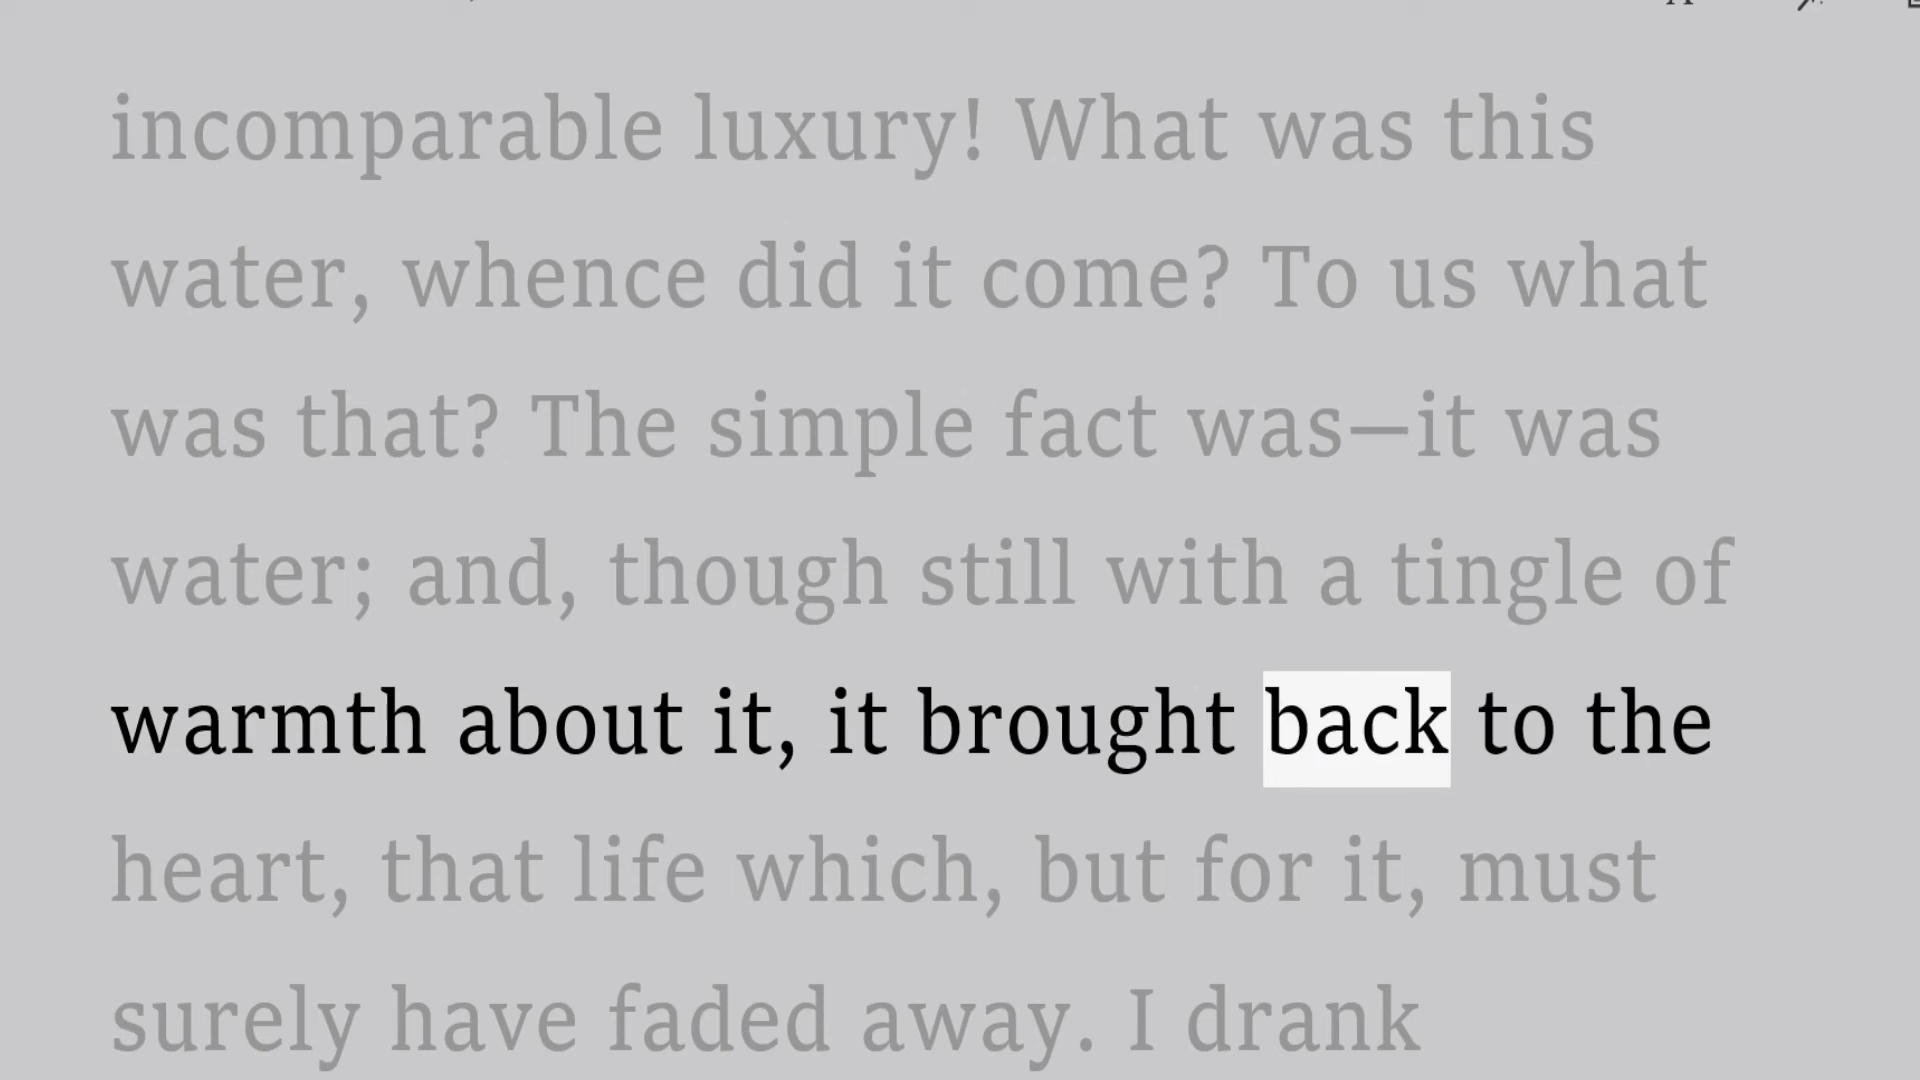 incomparable luxury! What was this
water, whence did it come? To us what
was that? The simple fact was—it was
water; and, though still with a tingle of
warmth about it, it brought back to the
heart, that life which, but for it, must
surely have faded away. I drank